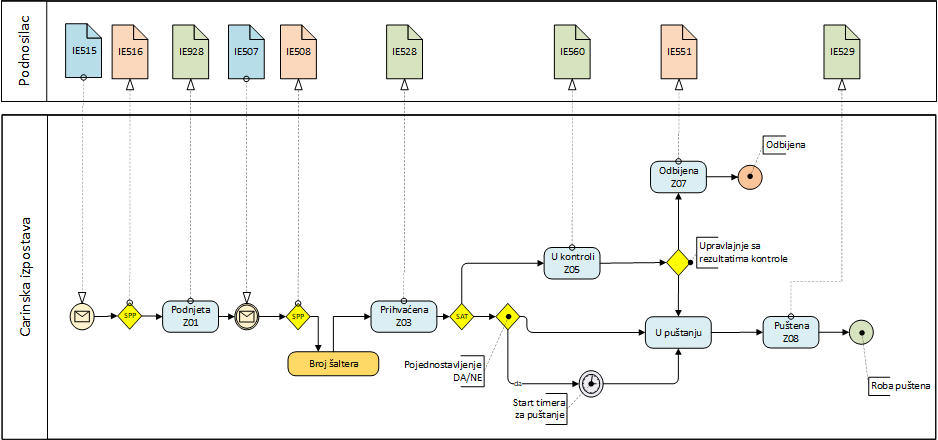 Podnosilac
IE515
IE516
IE928
IE507
IE508
IE528
IE560
IE551
IE529
Carinska izpostava
Odbijena
Odbijena
Z07
Upravlajnje sa
rezultatima kontrole
U kontroli
Z05
SPP
Podnjeta
Z01
SPP
Prihvaćena
Z03
SAT
U puštanju
Puštena
Z08
Broj šaltera
Pojednostavljenje
DA/NE
da
Start timera
za puštanje
Roba puštena